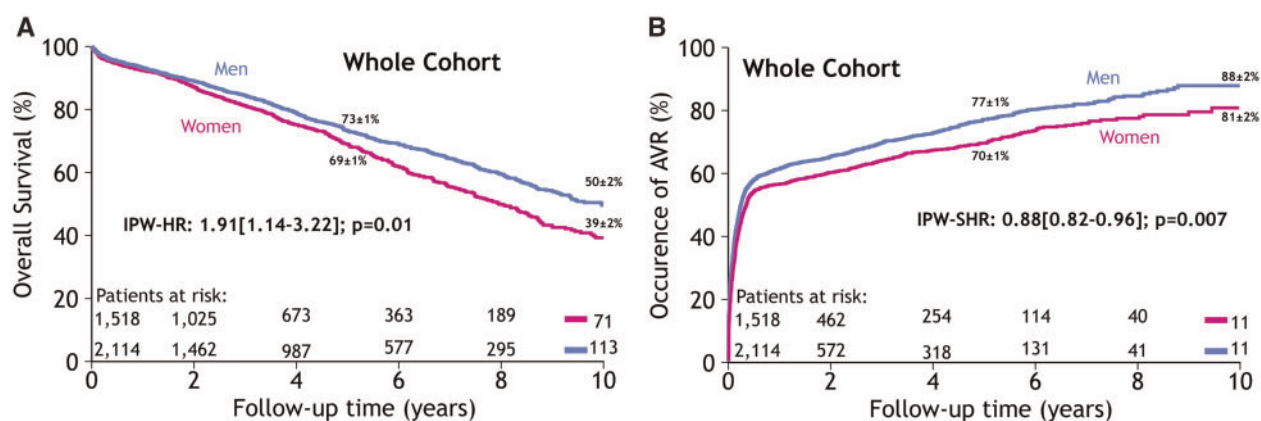 A
Whole Cohort
Overall Survival (%)
100
80
60
40
20
0
Men
Women
73±1%
69±1%
50±2%
39±2%
IPW-HR: 1.91[1.14-3.22]; p=0.01
Patients at risk:
1,518 1,025 673 363 189 71
2,114 1,462 987 577 295 113
0 2 4 6 8 10
Follow-up time (years)
B
Whole Cohort
Occurence of AVR (%)
100
80
60
40
20
0
Men
Women
88±2%
77±1%
81±2%
70±1%
IPW-SHR: 0.88[0.82-0.96]; p=0.007
Patients at risk:
1,518 462 254 114 40 11
2,114 572 318 131 41 11
0 2 4 6 8 10
Follow-up time (years)